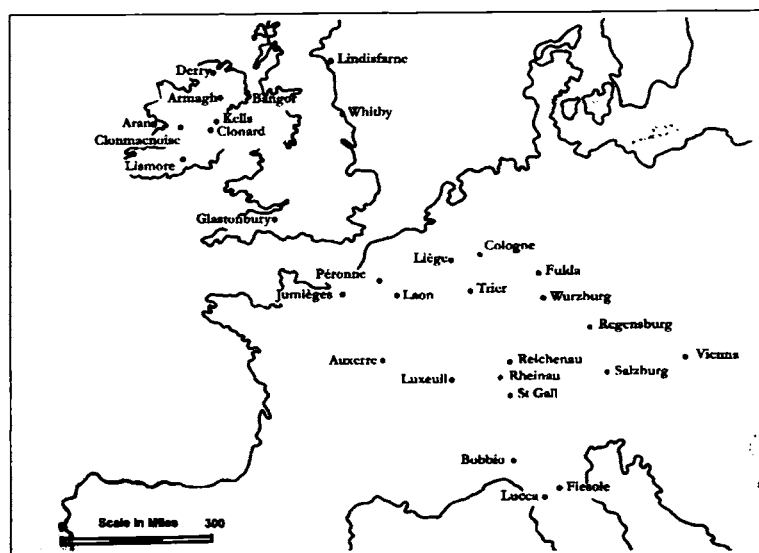 Lindisfarne
Derry
Armagh
Bangor
Whitby
Kells
Aran
Clonard
Clonmacnoise
Lismore
Glastonbury
Cologne
Liège
Fulda
Péronne
Jumièges
Laon
Trier
Wurzburg
Regensburg
Auxerre
Reichenau
Vienna
Luxeuil
Rheinau
Salzburg
St Gall
Bobbio
Fiesole
Lucca
Scale in Miles 300